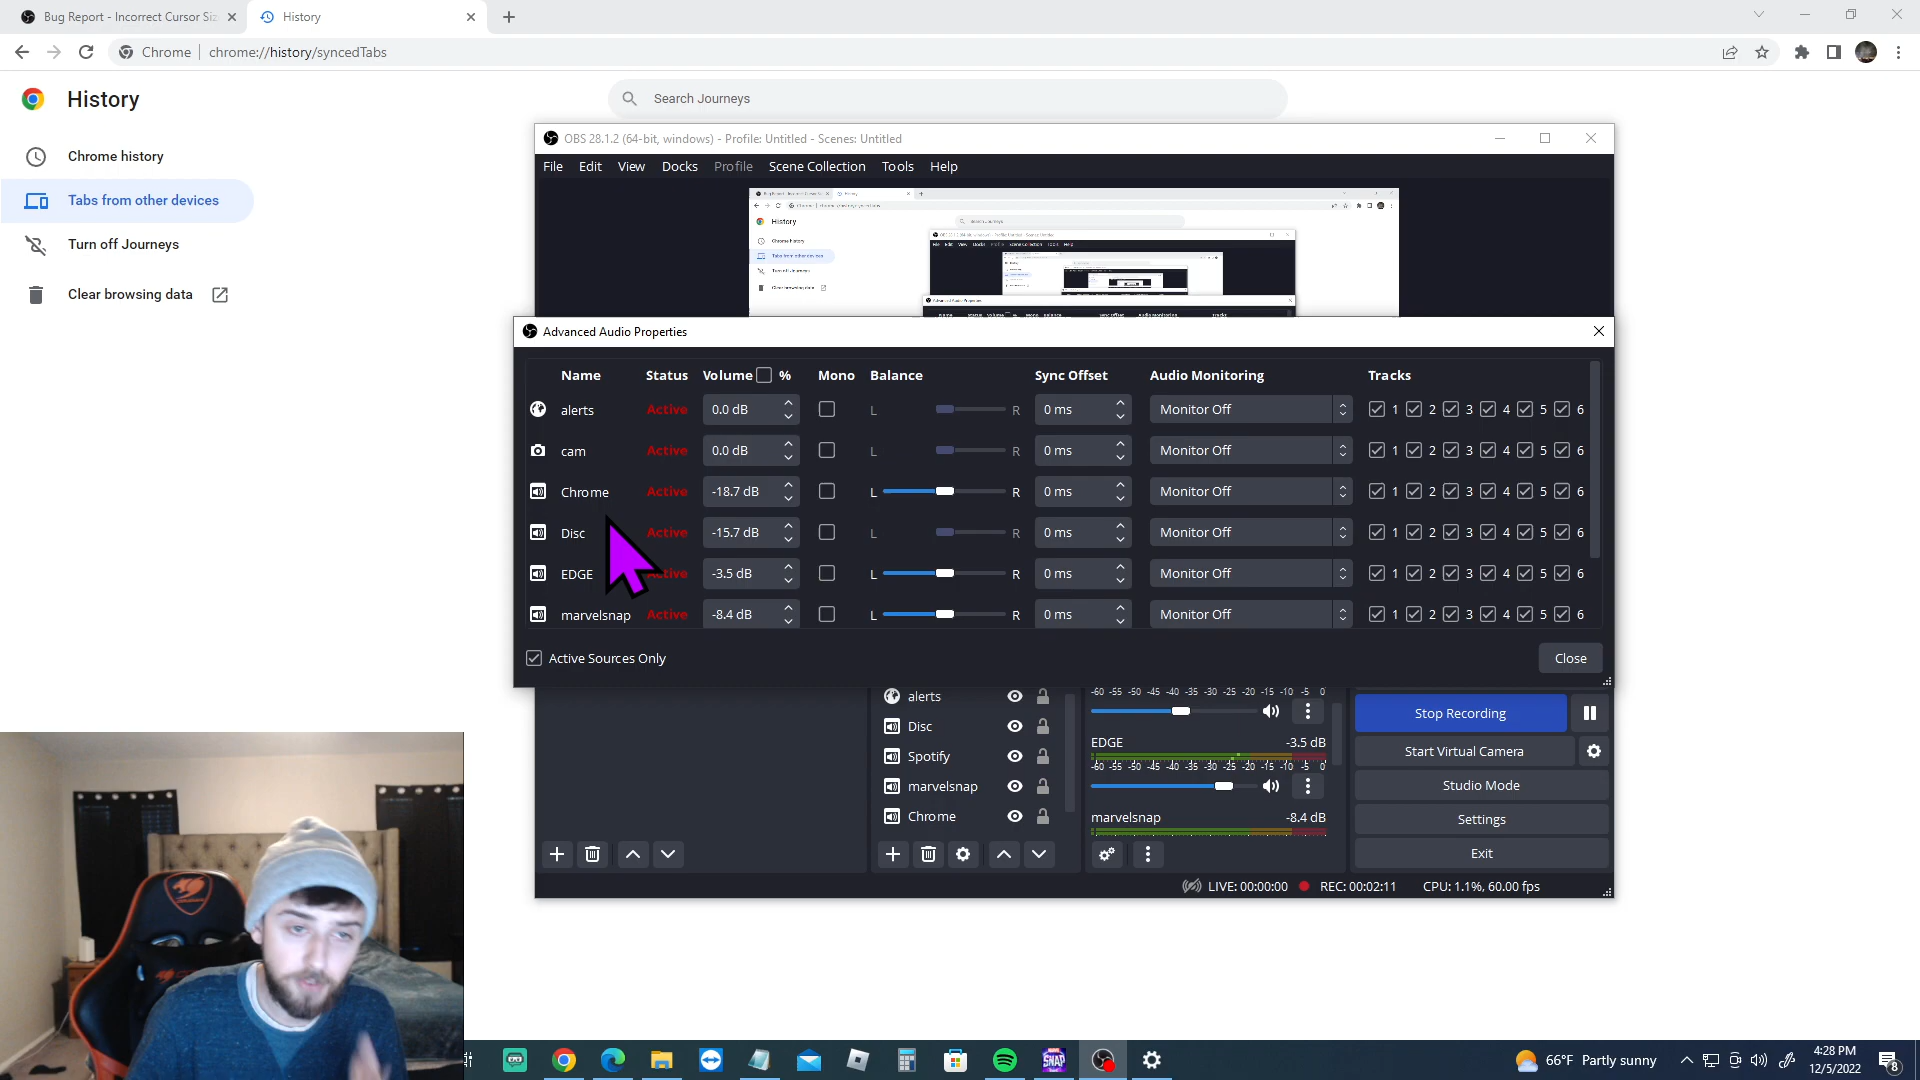 Bug Report - Incorrect Cursor Siz
History
Chrome
chrome://history/syncedTabs
History
Search Journeys
Chrome history
Tabs from other devices
Turn off Journeys
Clear browsing data
OBS 28.1.2 (64-bit, windows) - Profile: Untitled - Scenes: Untitled
File Edit View Docks Profile Scene Collection Tools Help
Advanced Audio Properties
Name Status Volume % Mono Balance Sync Offset Audio Monitoring Tracks
alerts Active 0.0 dB L R 0 ms Monitor Off 1 2 3 4 5 6
cam Active 0.0 dB L R 0 ms Monitor Off 1 2 3 4 5 6
Chrome Active -18.7 dB L R 0 ms Monitor Off 1 2 3 4 5 6
Disc Active -15.7 dB L R 0 ms Monitor Off 1 2 3 4 5 6
EDGE Active -3.5 dB L R 0 ms Monitor Off 1 2 3 4 5 6
marvelsnap Active -8.4 dB L R 0 ms Monitor Off 1 2 3 4 5 6
Active Sources Only
Close
alerts
Disc
Spotify
marvelsnap
Chrome
-60 -55 -50 -45 -40 -35 -30 -25 -20 -15 -10 -5 0
EDGE -3.5 dB
-60 -55 -50 -45 -40 -35 -30 -25 -20 -15 -10 -5 0
marvelsnap -8.4 dB
Stop Recording
Start Virtual Camera
Studio Mode
Settings
Exit
LIVE: 00:00:00 REC: 00:02:11 CPU: 1.1%, 60.00 fps
SNAP
66°F Partly sunny
4:28 PM
12/5/2022
8